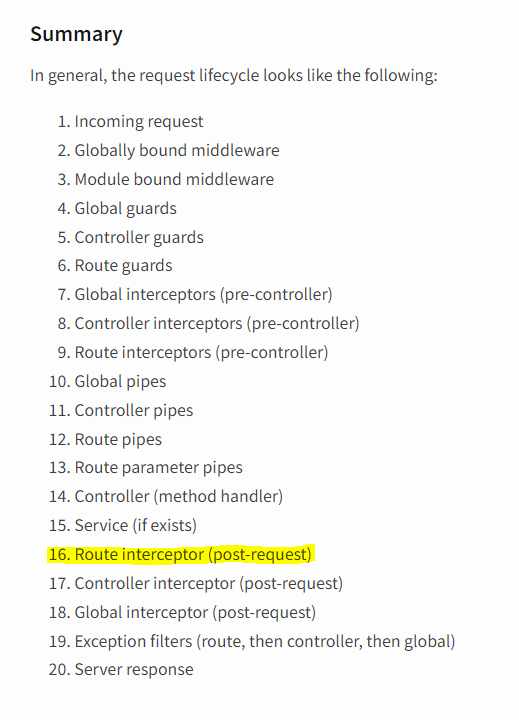 Summary
In general, the request lifecycle looks like the following:
1. Incoming request
2. Globally bound middleware
3. Module bound middleware
4. Global guards
5. Controller guards
6. Route guards
7. Global interceptors (pre-controller)
8. Controller interceptors (pre-controller)
9. Route interceptors (pre-controller)
10. Global pipes
11. Controller pipes
12. Route pipes
13. Route parameter pipes
14. Controller (method handler)
15. Service (if exists)
16. Route interceptor (post-request)
17. Controller interceptor (post-request)
18. Global interceptor (post-request)
19. Exception filters (route, then controller, then global)
20. Server response